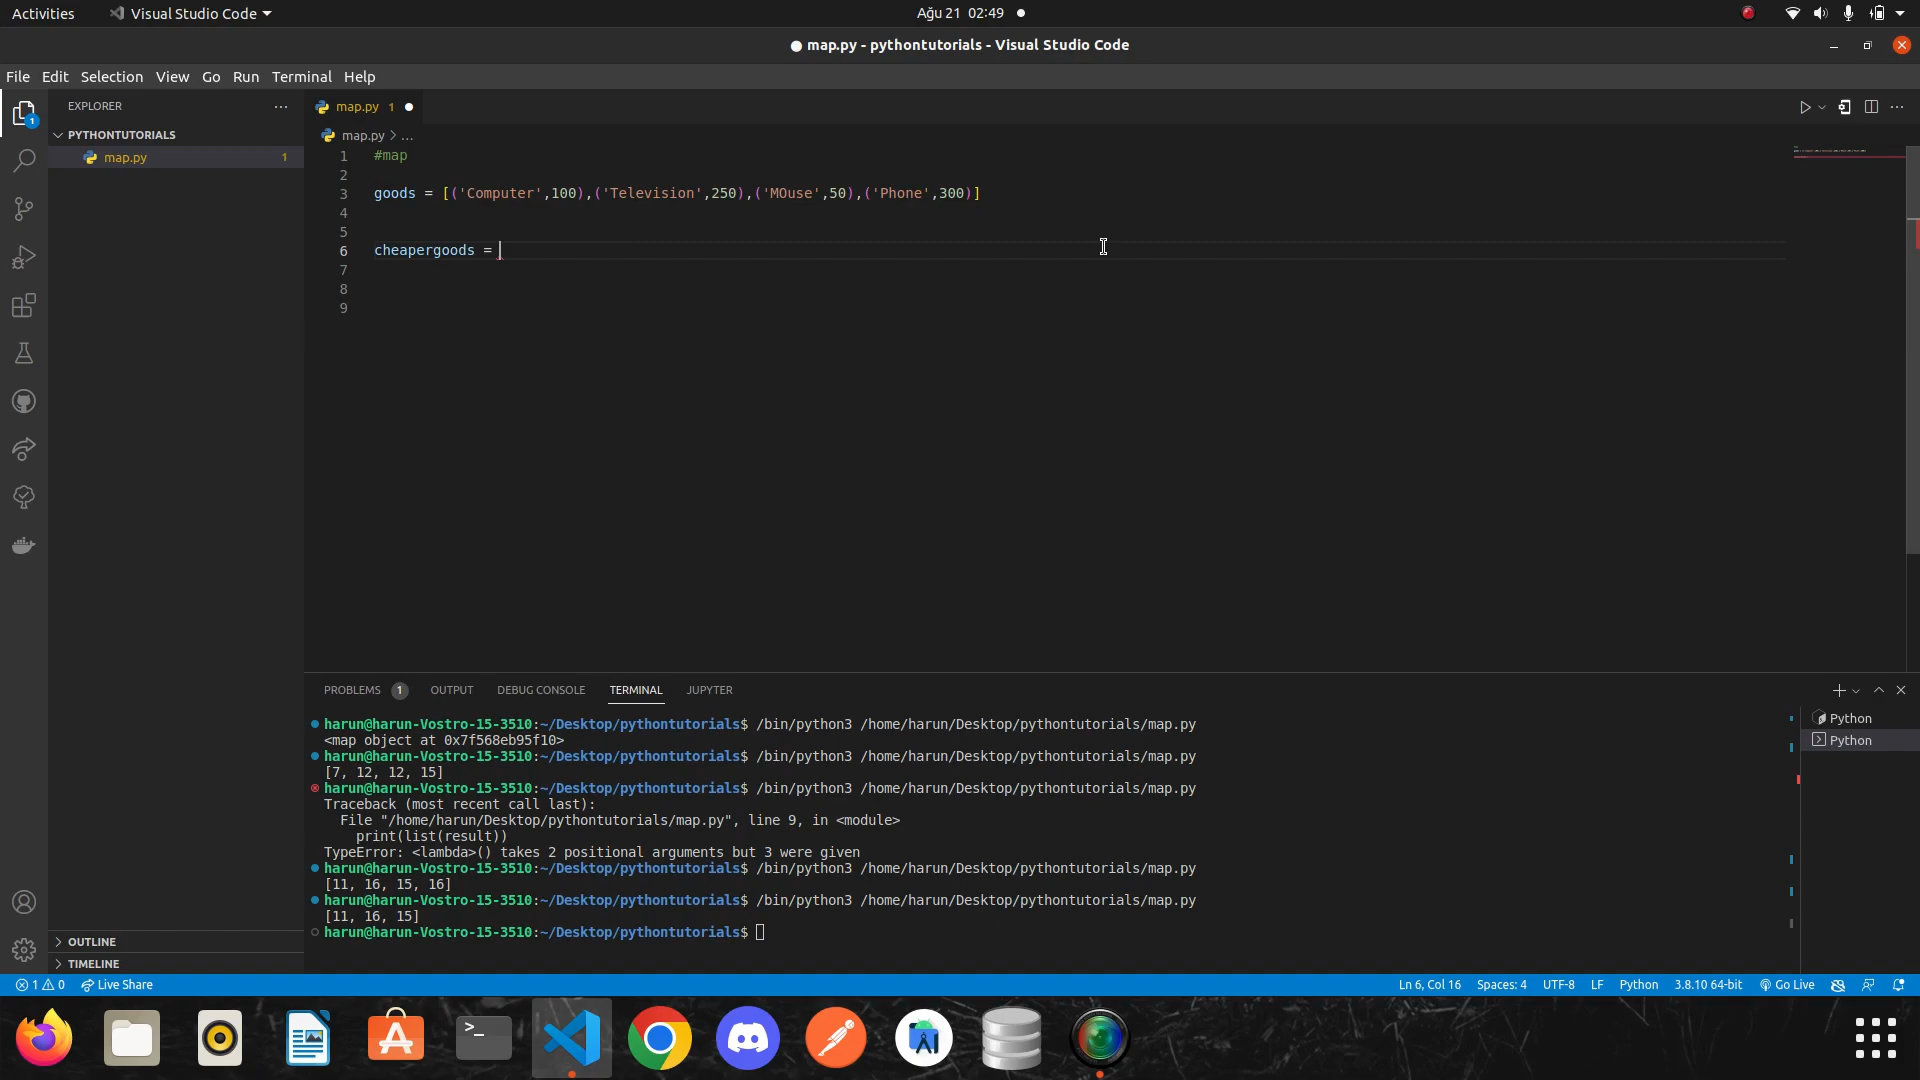 Activities
Visual Studio Code
Ağu 21 02:49
map.py - pythontutorials - Visual Studio Code
File Edit Selection View Go Run Terminal Help
EXPLORER
PYTHONTUTORIALS
map.py 1
1
map.py 1
map.py > ...
1 #map
2
3 goods = [('Computer',100),('Television',250),('MOuse',50),('Phone',300)]
4
5
6 cheapergoods =
7
8
9
PROBLEMS 1 OUTPUT DEBUG CONSOLE TERMINAL JUPYTER
harun@harun-Vostro-15-3510:~/Desktop/pythontutorials$ /bin/python3 /home/harun/Desktop/pythontutorials/map.py
<map object at 0x7f568eb95f10>
harun@harun-Vostro-15-3510:~/Desktop/pythontutorials$ /bin/python3 /home/harun/Desktop/pythontutorials/map.py
[7, 12, 12, 15]
harun@harun-Vostro-15-3510:~/Desktop/pythontutorials$ /bin/python3 /home/harun/Desktop/pythontutorials/map.py
Traceback (most recent call last):
File "/home/harun/Desktop/pythontutorials/map.py", line 9, in <module>
print(list(result))
TypeError: <lambda>() takes 2 positional arguments but 3 were given
harun@harun-Vostro-15-3510:~/Desktop/pythontutorials$ /bin/python3 /home/harun/Desktop/pythontutorials/map.py
[11, 16, 15, 16]
harun@harun-Vostro-15-3510:~/Desktop/pythontutorials$ /bin/python3 /home/harun/Desktop/pythontutorials/map.py
[11, 16, 15]
harun@harun-Vostro-15-3510:~/Desktop/pythontutorials$
Python
Python
OUTLINE
TIMELINE
1 0 Live Share
Ln 6, Col 16 Spaces: 4 UTF-8 LF Python 3.8.10 64-bit Go Live